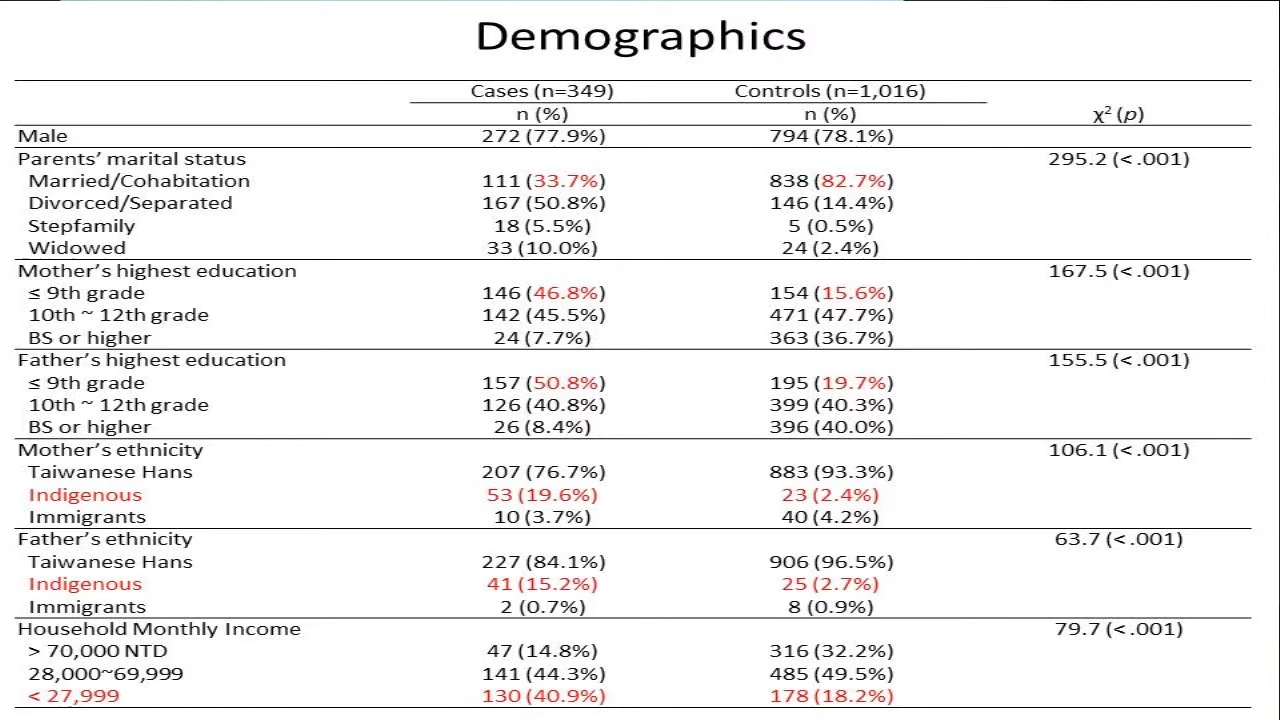 Demographics
Cases (n=349) Controls (n=1,016)
n (%) n (%) χ² (p)
Male 272 (77.9%) 794 (78.1%)
Parents’ marital status 295.2 (< .001)
Married/Cohabitation 111 (33.7%) 838 (82.7%)
Divorced/Separated 167 (50.8%) 146 (14.4%)
Stepfamily 18 (5.5%) 5 (0.5%)
Widowed 33 (10.0%) 24 (2.4%)
Mother’s highest education 167.5 (< .001)
≤ 9th grade 146 (46.8%) 154 (15.6%)
10th ~ 12th grade 142 (45.5%) 471 (47.7%)
BS or higher 24 (7.7%) 363 (36.7%)
Father’s highest education 155.5 (< .001)
≤ 9th grade 157 (50.8%) 195 (19.7%)
10th ~ 12th grade 126 (40.8%) 399 (40.3%)
BS or higher 26 (8.4%) 396 (40.0%)
Mother’s ethnicity 106.1 (< .001)
Taiwanese Hans 207 (76.7%) 883 (93.3%)
Indigenous 53 (19.6%) 23 (2.4%)
Immigrants 10 (3.7%) 40 (4.2%)
Father’s ethnicity 63.7 (< .001)
Taiwanese Hans 227 (84.1%) 906 (96.5%)
Indigenous 41 (15.2%) 25 (2.7%)
Immigrants 2 (0.7%) 8 (0.9%)
Household Monthly Income 79.7 (< .001)
> 70,000 NTD 47 (14.8%) 316 (32.2%)
28,000~69,999 141 (44.3%) 485 (49.5%)
< 27,999 130 (40.9%) 178 (18.2%)